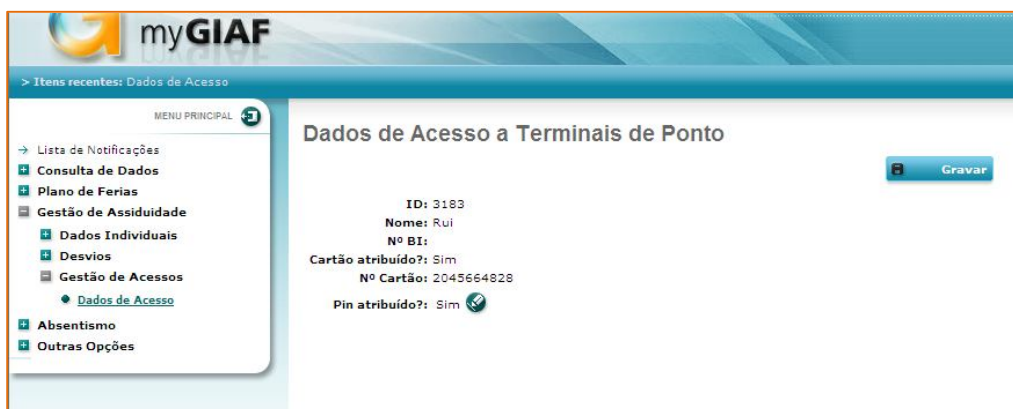 myGIAF
> Itens recentes: Dados de Acesso
MENU PRINCIPAL
Lista de Notificações
Consulta de Dados
Plano de Ferias
Gestão de Assiduidade
Dados Individuais
Desvios
Gestão de Acessos
Dados de Acesso
Absentismo
Outras Opções
Dados de Acesso a Terminais de Ponto
Gravar
ID: 3183
Nome: Rui
Nº BI:
Cartão atribuído?: Sim
Nº Cartão: 2045664828
Pin atribuído?: Sim